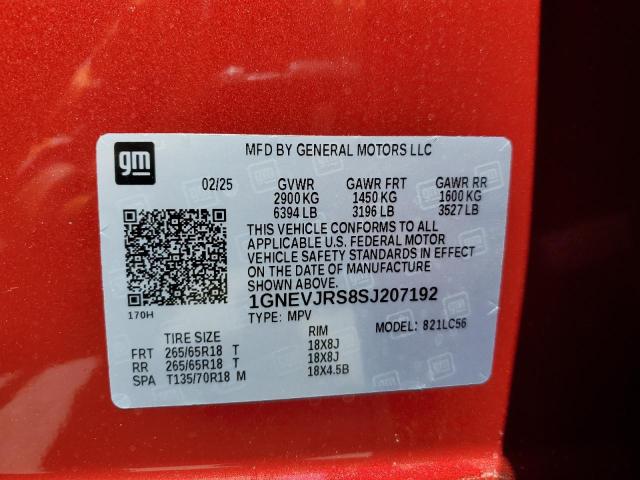 gm
MFD BY GENERAL MOTORS LLC
02/25 GVWR GAWR FRT GAWR RR
2900 KG 1450 KG 1600 KG
6394 LB 3196 LB 3527 LB
THIS VEHICLE CONFORMS TO ALL
APPLICABLE U.S. FEDERAL MOTOR
VEHICLE SAFETY STANDARDS IN EFFECT
ON THE DATE OF MANUFACTURE
SHOWN ABOVE.
1GNEVJRS8SJ207192
170H TYPE: MPV MODEL: 821LC56
TIRE SIZE RIM
FRT 265/65R18 T 18X8J
RR 265/65R18 T 18X8J
SPA T135/70R18 M 18X4.5B